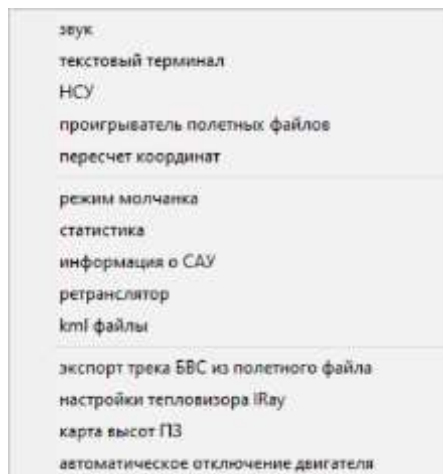 звук
текстовый терминал
НСУ
проигрыватель полетных файлов
пересчет координат
режим молчанка
статистика
информация о САУ
ретранслятор
kml файлы
экспорт трека БВС из полетного файла
настройки тепловизора IRay
карта высот ПЗ
автоматическое отключение двигателя